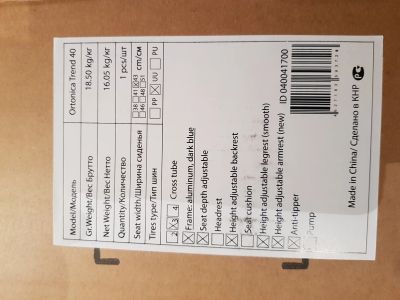 Model/Модель Ortonica Trend 40
Gr.Weight/Вес Брутто 18.50 kg/кг
Net Weight/Вес Нетто 16.05 kg/кг
Quantity/Количество 1 pcs/шт
Seat width/Ширина сиденья 38 41 43 cm/см
46 48 51
Tires type/Тип шин PP UU PU
2 3 4 Cross tube
Frame: aluminum, dark blue
Seat depth adjustable
Headrest
Height adjustable backrest
Seat cushion
Height adjustable legrest (smooth)
Height adjustable armrest (new)
Anti-tipper
Pump
ID 040041700
Made in China/ Сделано в КНР